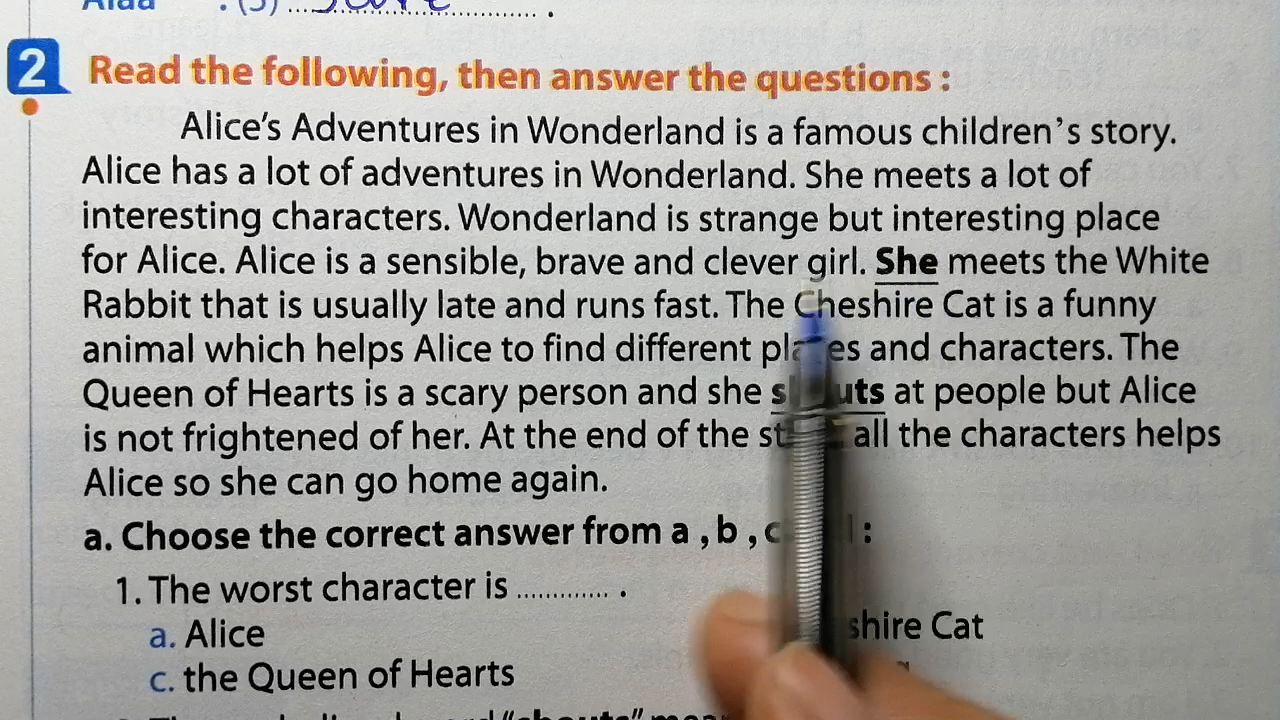 Alaa : (3) .............. .
2 Read the following, then answer the questions :
Alice's Adventures in Wonderland is a famous children's story.
Alice has a lot of adventures in Wonderland. She meets a lot of
interesting characters. Wonderland is strange but interesting place
for Alice. Alice is a sensible, brave and clever girl. She meets the White
Rabbit that is usually late and runs fast. The Cheshire Cat is a funny
animal which helps Alice to find different places and characters. The
Queen of Hearts is a scary person and she shouts at people but Alice
is not frightened of her. At the end of the all the characters helps
Alice so she can go home again.
a. Choose the correct answer from a , b , :
1. The worst character is ............. .
a. Alice
Cat
c. the Queen of Hearts
word "shouts"